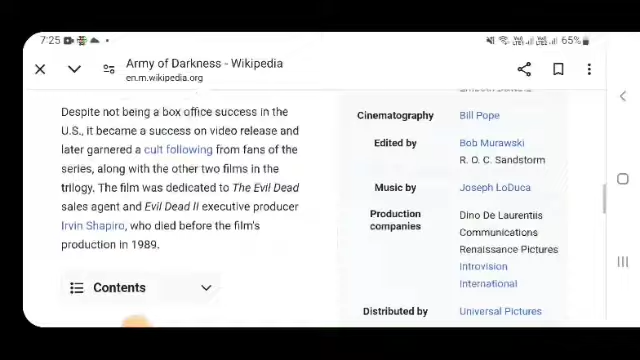 7:25
65%
Army of Darkness - Wikipedia
en.m.wikipedia.org
Despite not being a box office success in the
U.S., it became a success on video release and
later garnered a cult following from fans of the
series, along with the other two films in the
trilogy. The film was dedicated to The Evil Dead
sales agent and Evil Dead II executive producer
Irvin Shapiro, who died before the film's
production in 1989.
Contents
Cinematography Bill Pope
Edited by Bob Murawski
R. O. C. Sandstorm
Music by Joseph LoDuca
Production Dino De Laurentiis
companies Communications
Renaissance Pictures
Introvision
International
Distributed by Universal Pictures